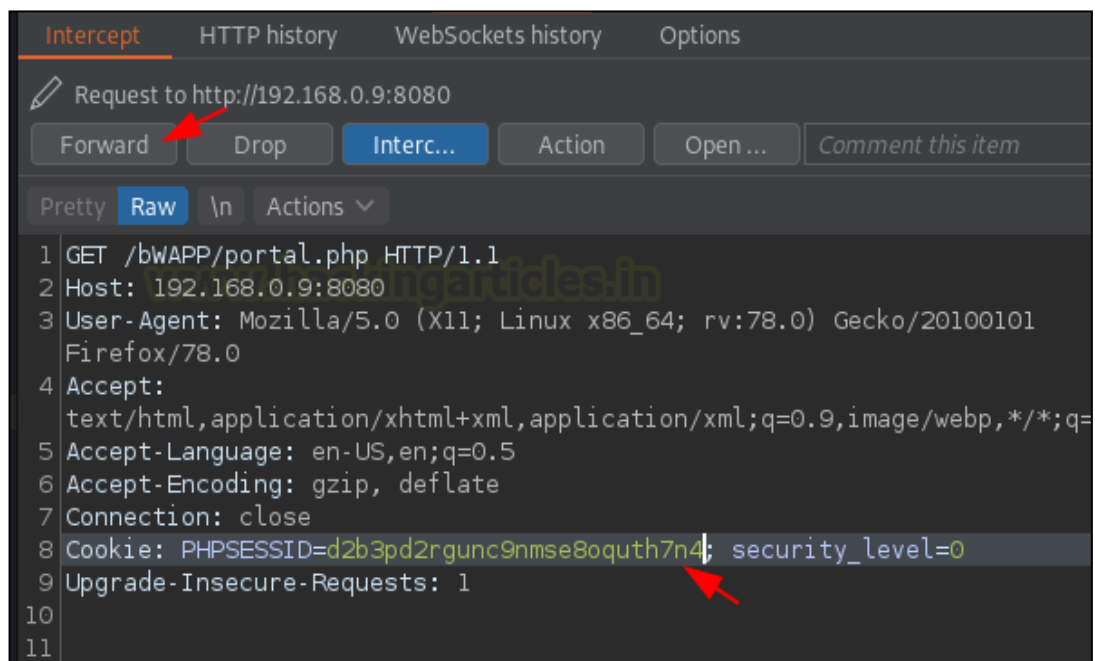 Intercept HTTP history WebSockets history Options
Request to http://192.168.0.9:8080
Forward Drop Interc... Action Open ... Comment this item
Pretty Raw \n Actions
1 GET /bWAPP/portal.php HTTP/1.1
www.hackingarticles.in
2 Host: 192.168.0.9:8080
3 User-Agent: Mozilla/5.0 (X11; Linux x86_64; rv:78.0) Gecko/20100101
Firefox/78.0
4 Accept:
text/html,application/xhtml+xml,application/xml;q=0.9,image/webp,*/*;q=
5 Accept-Language: en-US,en;q=0.5
6 Accept-Encoding: gzip, deflate
7 Connection: close
8 Cookie: PHPSESSID=d2b3pd2rgunc9nmse8oquth7n4; security_level=0
9 Upgrade-Insecure-Requests: 1
10
11